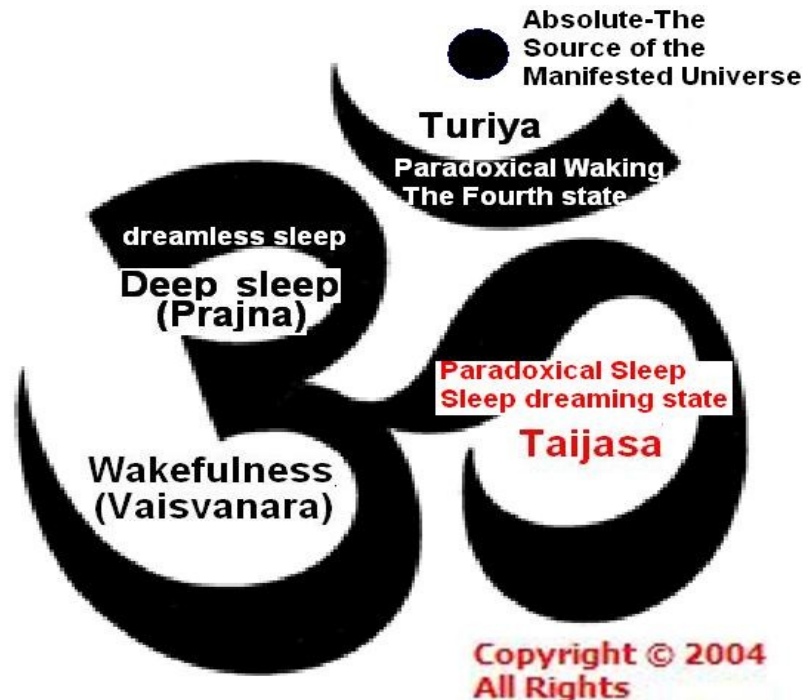 Absolute-The
Source of the
Manifested Universe
Turiya
Paradoxical Waking
The Fourth state
dreamless sleep
Deep sleep
(Prajna)
Paradoxical Sleep
Sleep dreaming state
Taijasa
Wakefulness
(Vaisvanara)
Copyright © 2004
All Rights